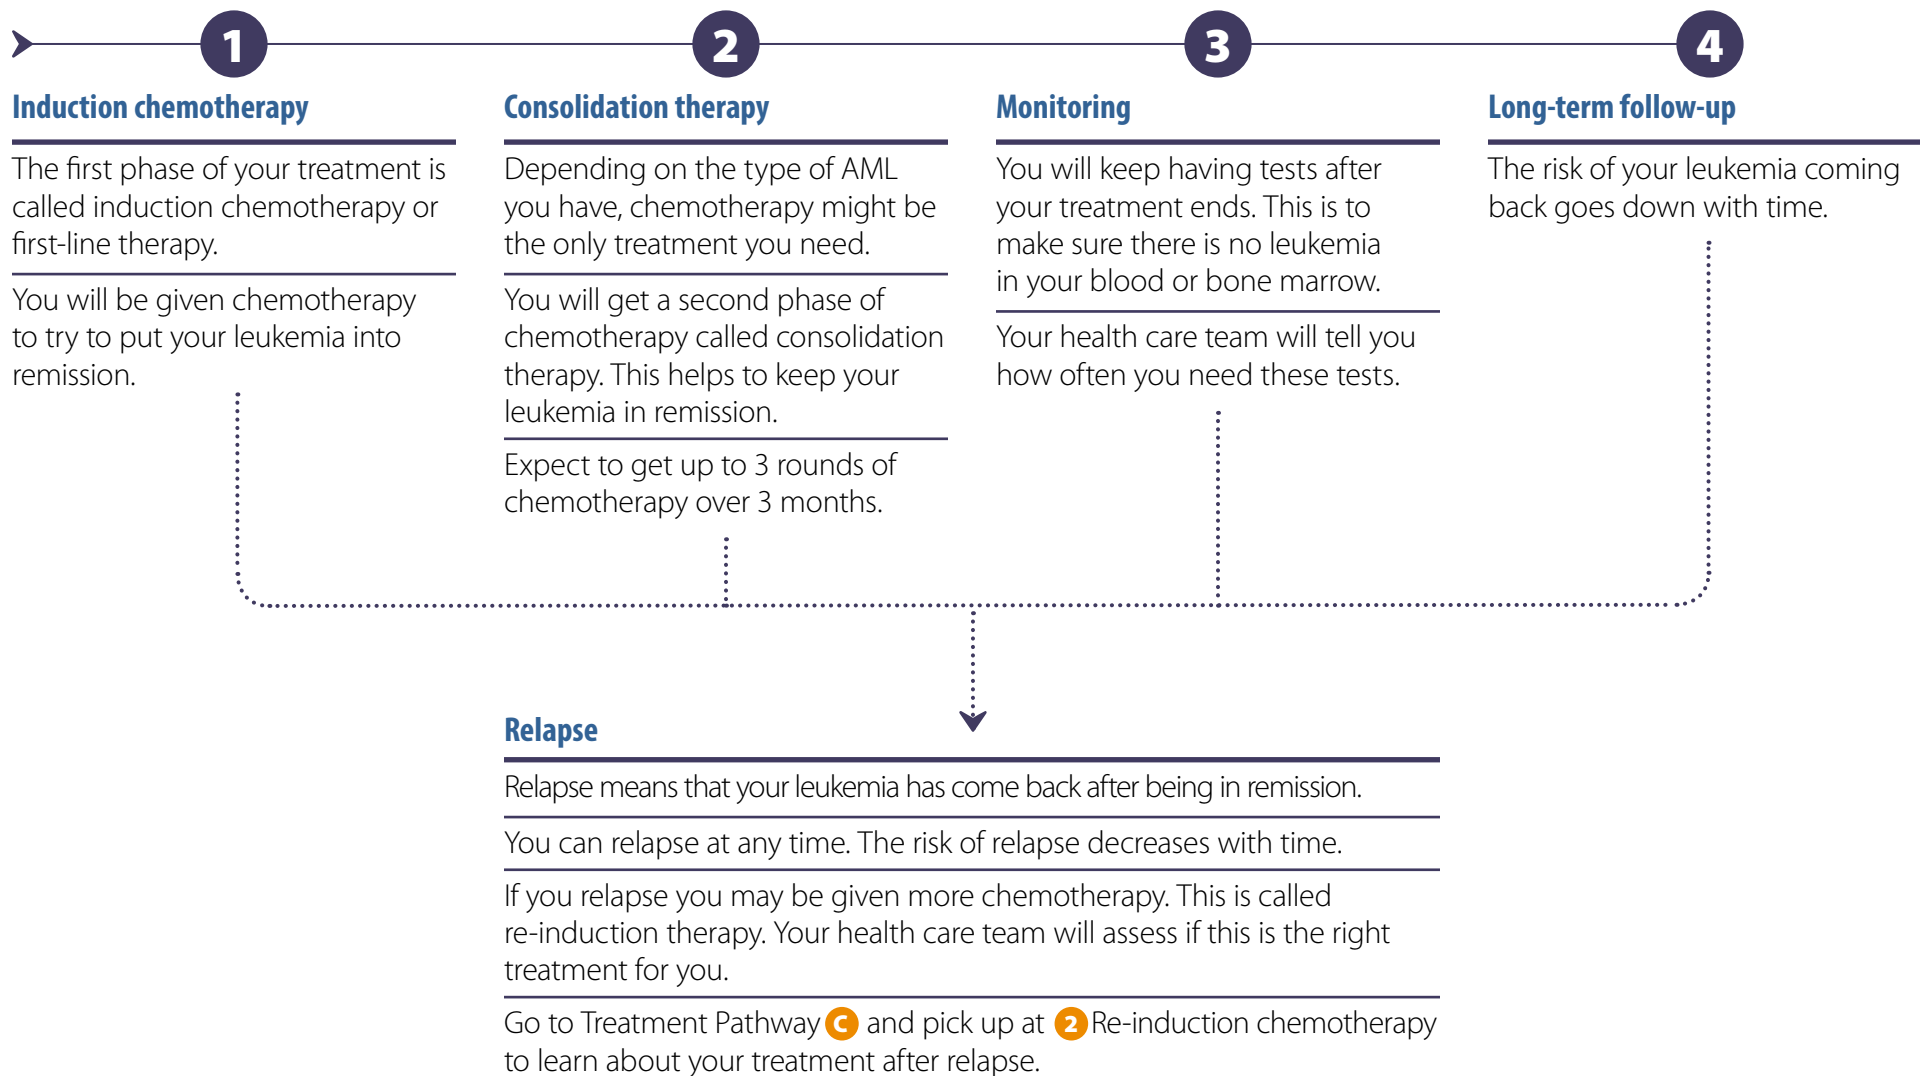 1
Induction chemotherapy
The first phase of your treatment is
called induction chemotherapy or
first-line therapy.
You will be given chemotherapy
to try to put your leukemia into
remission.
2
Consolidation therapy
Depending on the type of AML
you have, chemotherapy might be
the only treatment you need.
You will get a second phase of
chemotherapy called consolidation
therapy. This helps to keep your
leukemia in remission.
Expect to get up to 3 rounds of
chemotherapy over 3 months.
3
Monitoring
You will keep having tests after
your treatment ends. This is to
make sure there is no leukemia
in your blood or bone marrow.
Your health care team will tell you
how often you need these tests.
4
Long-term follow-up
The risk of your leukemia coming
back goes down with time.
Relapse
Relapse means that your leukemia has come back after being in remission.
You can relapse at any time. The risk of relapse decreases with time.
If you relapse you may be given more chemotherapy. This is called
re-induction therapy. Your health care team will assess if this is the right
treatment for you.
Go to Treatment Pathway C and pick up at 2 Re-induction chemotherapy
to learn about your treatment after relapse.